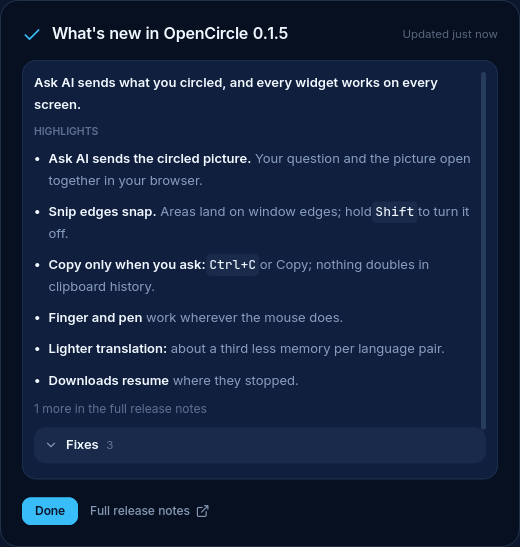 What's new in OpenCircle 0.1.5
Updated just now
Ask AI sends what you circled, and every widget works on every
screen.
HIGHLIGHTS
• Ask AI sends the circled picture. Your question and the picture open
together in your browser.
• Snip edges snap. Areas land on window edges; hold Shift to turn it
off.
• Copy only when you ask: Ctrl+C or Copy; nothing doubles in
clipboard history.
• Finger and pen work wherever the mouse does.
• Lighter translation: about a third less memory per language pair.
• Downloads resume where they stopped.
1 more in the full release notes
Fixes 3
Done
Full release notes